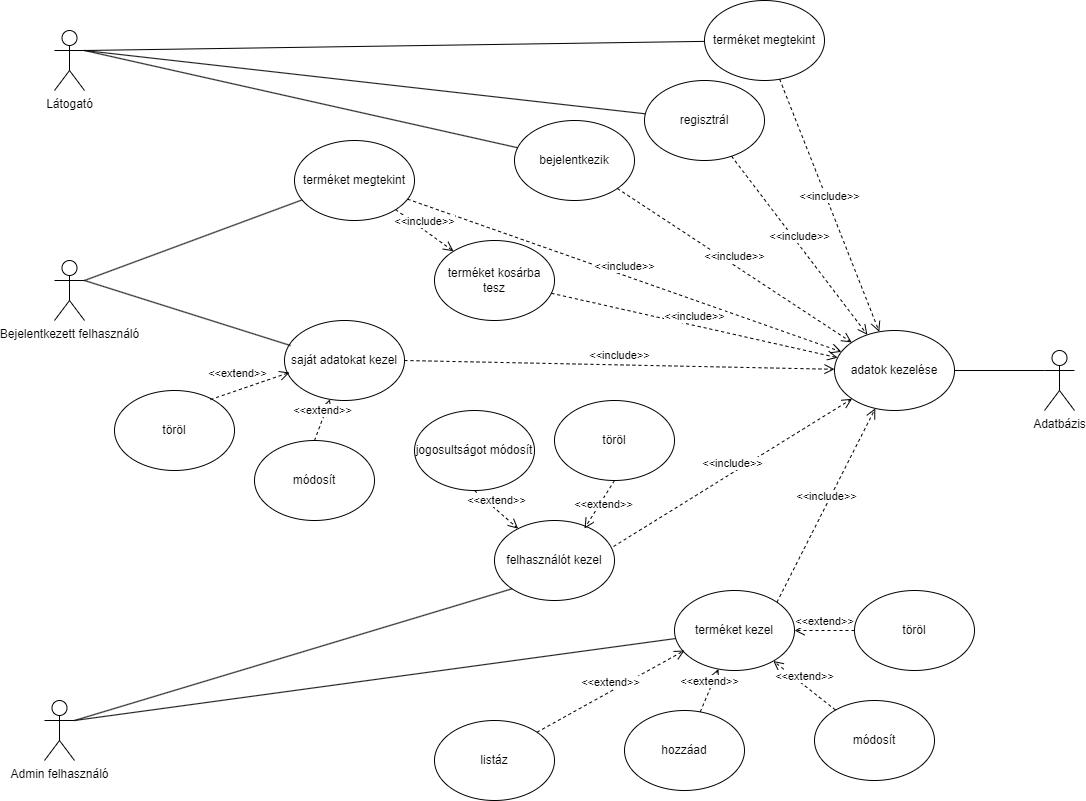 terméket megtekint
Látogató
regisztrál
bejelentkezik
terméket megtekint
<<include>>
<<include>>
<<include>>
<<include>>
<<include>>
terméket kosárba
tesz
<<include>>
Bejelentkezett felhasználó
saját adatokat kezel
<<include>>
adatok kezelése
Adatbázis
<<extend>>
<<extend>>
töröl
módosít
jogosultságot módosít
töröl
<<include>>
<<extend>>
<<extend>>
<<include>>
felhasználót kezel
terméket kezel
<<extend>>
töröl
<<extend>>
<<extend>>
<<extend>>
listáz
hozzáad
módosít
Admin felhasználó